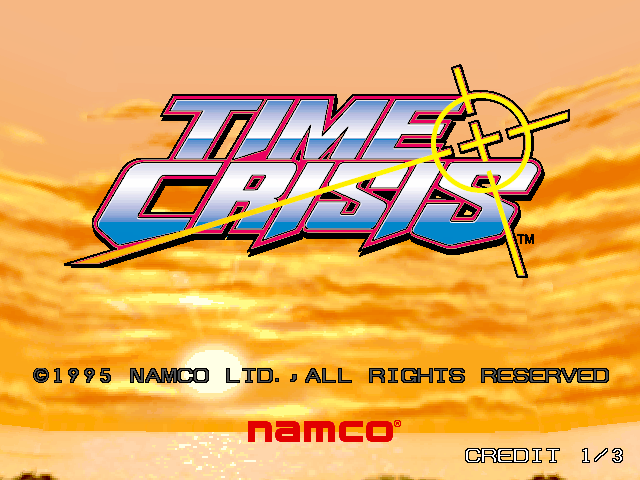 TIME
CRISIS
TM
©1995 NAMCO LTD., ALL RIGHTS RESERVED
namco®
CREDIT 1/3